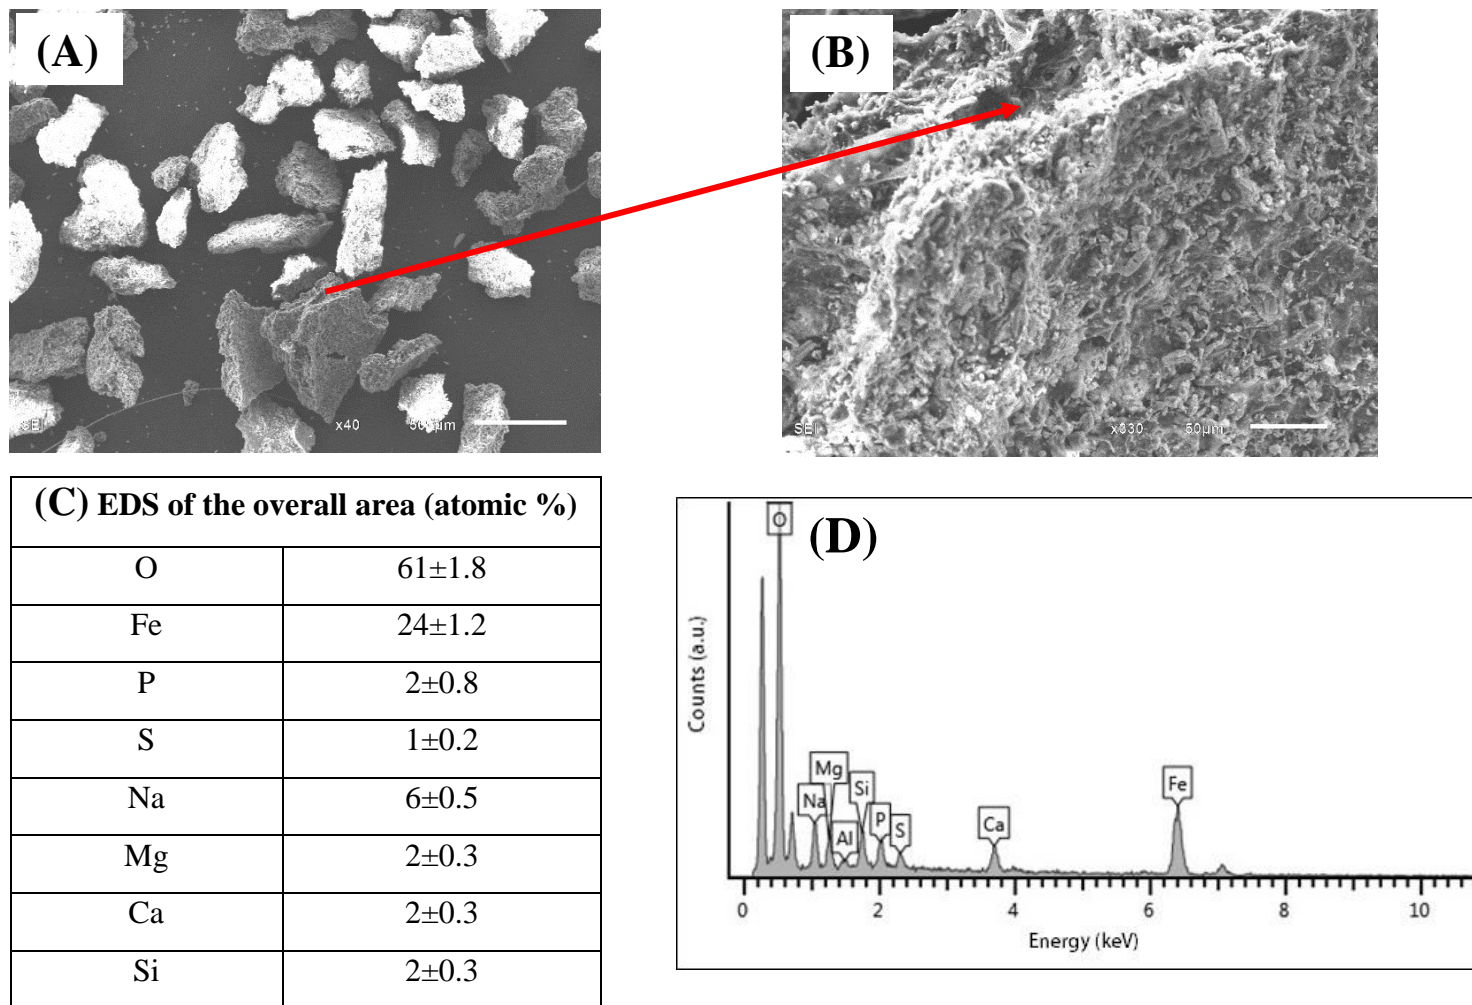 (A)
SEI x40 500µm
(B)
SEI x330 50µm
(C) EDS of the overall area (atomic %)
O 61±1.8
Fe 24±1.2
P 2±0.8
S 1±0.2
Na 6±0.5
Mg 2±0.3
Ca 2±0.3
Si 2±0.3
(D)
Counts (a.u.)
O
Na
Mg
Al
Si
P
S
Ca
Fe
0 2 4 6 8 10
Energy (keV)